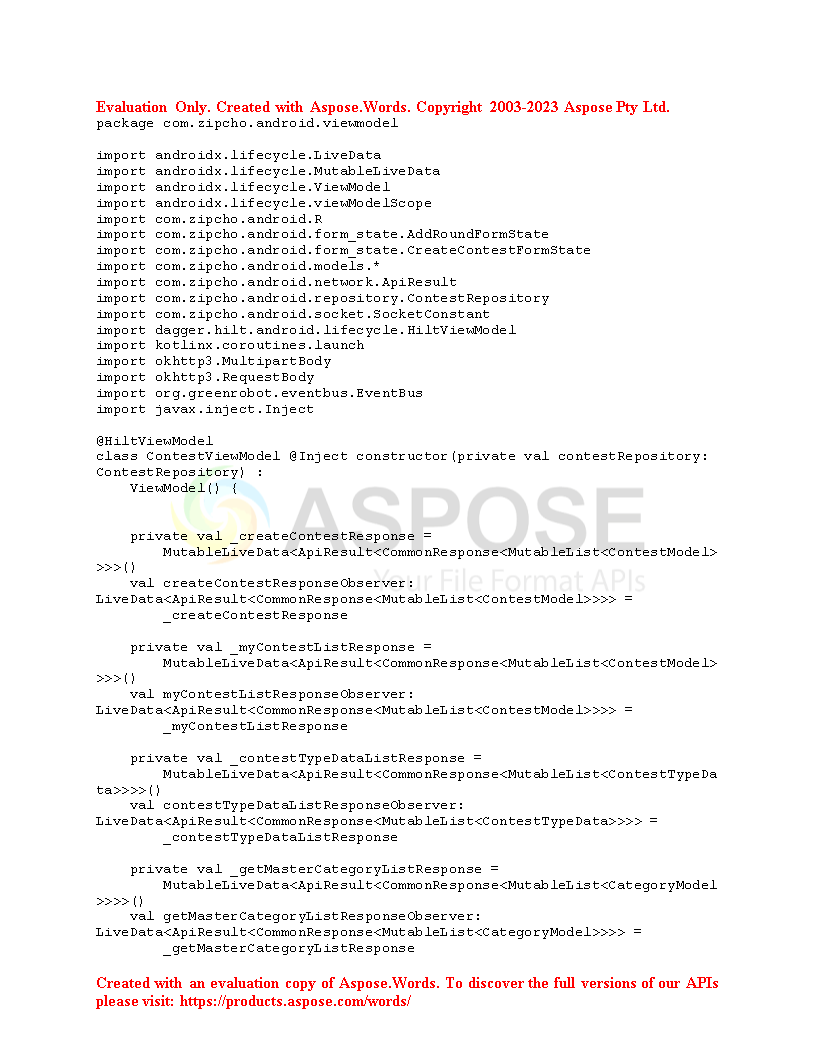 Evaluation Only. Created with Aspose.Words. Copyright 2003-2023 Aspose Pty Ltd.
package com.zipcho.android.viewmodel
import androidx.lifecycle.LiveData
import androidx.lifecycle.MutableLiveData
import androidx.lifecycle.ViewModel
import androidx.lifecycle.viewModelScope
import com.zipcho.android.R
import com.zipcho.android.form_state.AddRoundFormState
import com.zipcho.android.form_state.CreateContestFormState
import com.zipcho.android.models.*
import com.zipcho.android.network.ApiResult
import com.zipcho.android.repository.ContestRepository
import com.zipcho.android.socket.SocketConstant
import dagger.hilt.android.lifecycle.HiltViewModel
import kotlinx.coroutines.launch
import okhttp3.MultipartBody
import okhttp3.RequestBody
import org.greenrobot.eventbus.EventBus
import javax.inject.Inject
@HiltViewModel
class ContestViewModel @Inject constructor(private val contestRepository:
ContestRepository) :
    ViewModel() {
ASPOSE
Your File Format APIs
    private val _createContestResponse =
        MutableLiveData<ApiResult<CommonResponse<MutableList<ContestModel>
>>>()
    val createContestResponseObserver:
LiveData<ApiResult<CommonResponse<MutableList<ContestModel>>>> =
        _createContestResponse
    private val _myContestListResponse =
        MutableLiveData<ApiResult<CommonResponse<MutableList<ContestModel>
>>>()
    val myContestListResponseObserver:
LiveData<ApiResult<CommonResponse<MutableList<ContestModel>>>> =
        _myContestListResponse
    private val _contestTypeDataListResponse =
        MutableLiveData<ApiResult<CommonResponse<MutableList<ContestTypeDa
ta>>>>()
    val contestTypeDataListResponseObserver:
LiveData<ApiResult<CommonResponse<MutableList<ContestTypeData>>>> =
        _contestTypeDataListResponse
    private val _getMasterCategoryListResponse =
        MutableLiveData<ApiResult<CommonResponse<MutableList<CategoryModel
>>>>()
    val getMasterCategoryListResponseObserver:
LiveData<ApiResult<CommonResponse<MutableList<CategoryModel>>>> =
        _getMasterCategoryListResponse
Created with an evaluation copy of Aspose.Words. To discover the full versions of our APIs
please visit: https://products.aspose.com/words/